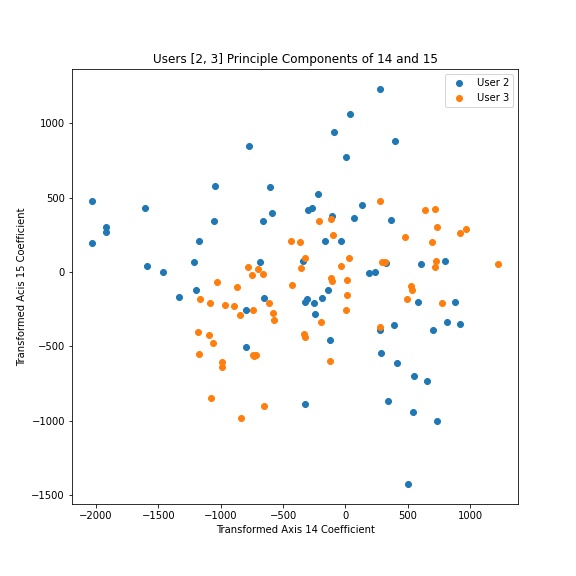 Users [2, 3] Principle Components of 14 and 15
User 2
User 3
Transformed Acis 15 Coefficient
1000
500
0
−500
−1000
−1500
−2000 −1500 −1000 −500 0 500 1000
Transformed Axis 14 Coefficient